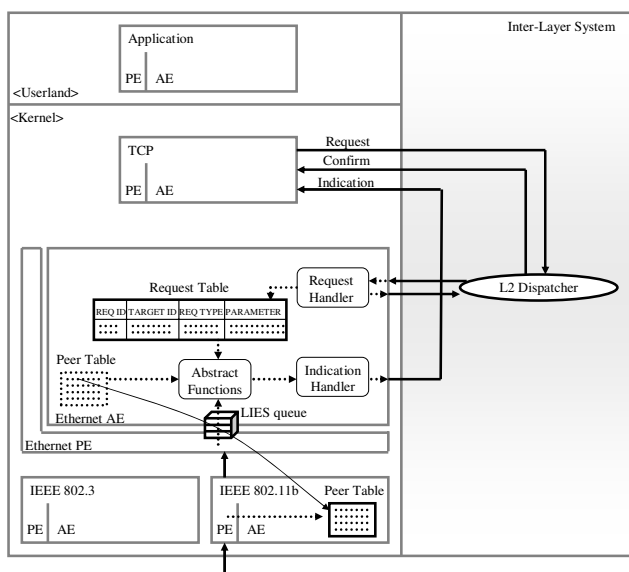 Inter-Layer System
Application
PE AE
<Userland>
<Kernel>
TCP
PE AE
Request
Confirm
Indication
Request Table
REQ ID TARGET ID REQ TYPE PARAMETER
Request
Handler
L2 Dispatcher
Peer Table
Abstract
Functions
Indication
Handler
Ethernet AE
LIES queue
Ethernet PE
IEEE 802.3
PE AE
IEEE 802.11b
PE AE
Peer Table